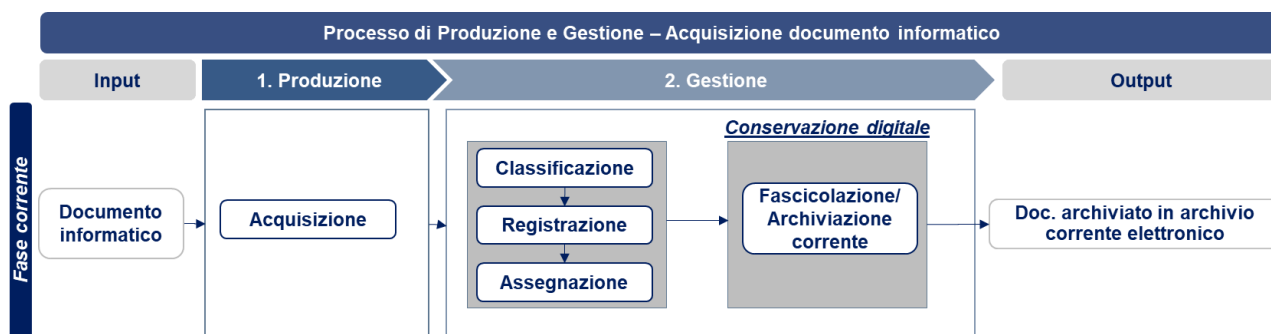 Processo di Produzione e Gestione – Acquisizione documento informatico
Input
1. Produzione
2. Gestione
Output
Fase corrente
Documento
informatico
Acquisizione
Classificazione
Registrazione
Assegnazione
Conservazione digitale
Fascicolazione/
Archiviazione
corrente
Doc. archiviato in archivio
corrente elettronico